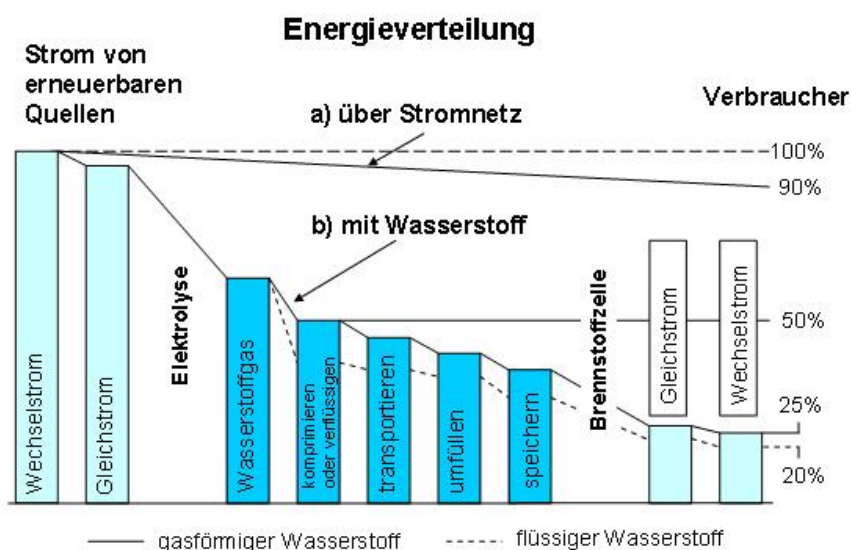 Energieverteilung
Strom von
erneuerbaren
Quellen
a) über Stromnetz
Verbraucher
100%
90%
b) mit Wasserstoff
50%
25%
20%
Wechselstrom
Gleichstrom
Elektrolyse
Wasserstoffgas
komprimieren
oder verflüssigen
transportieren
umfüllen
speichern
Brennstoffzelle
Gleichstrom
Wechselstrom
gasförmiger Wasserstoff
flüssiger Wasserstoff